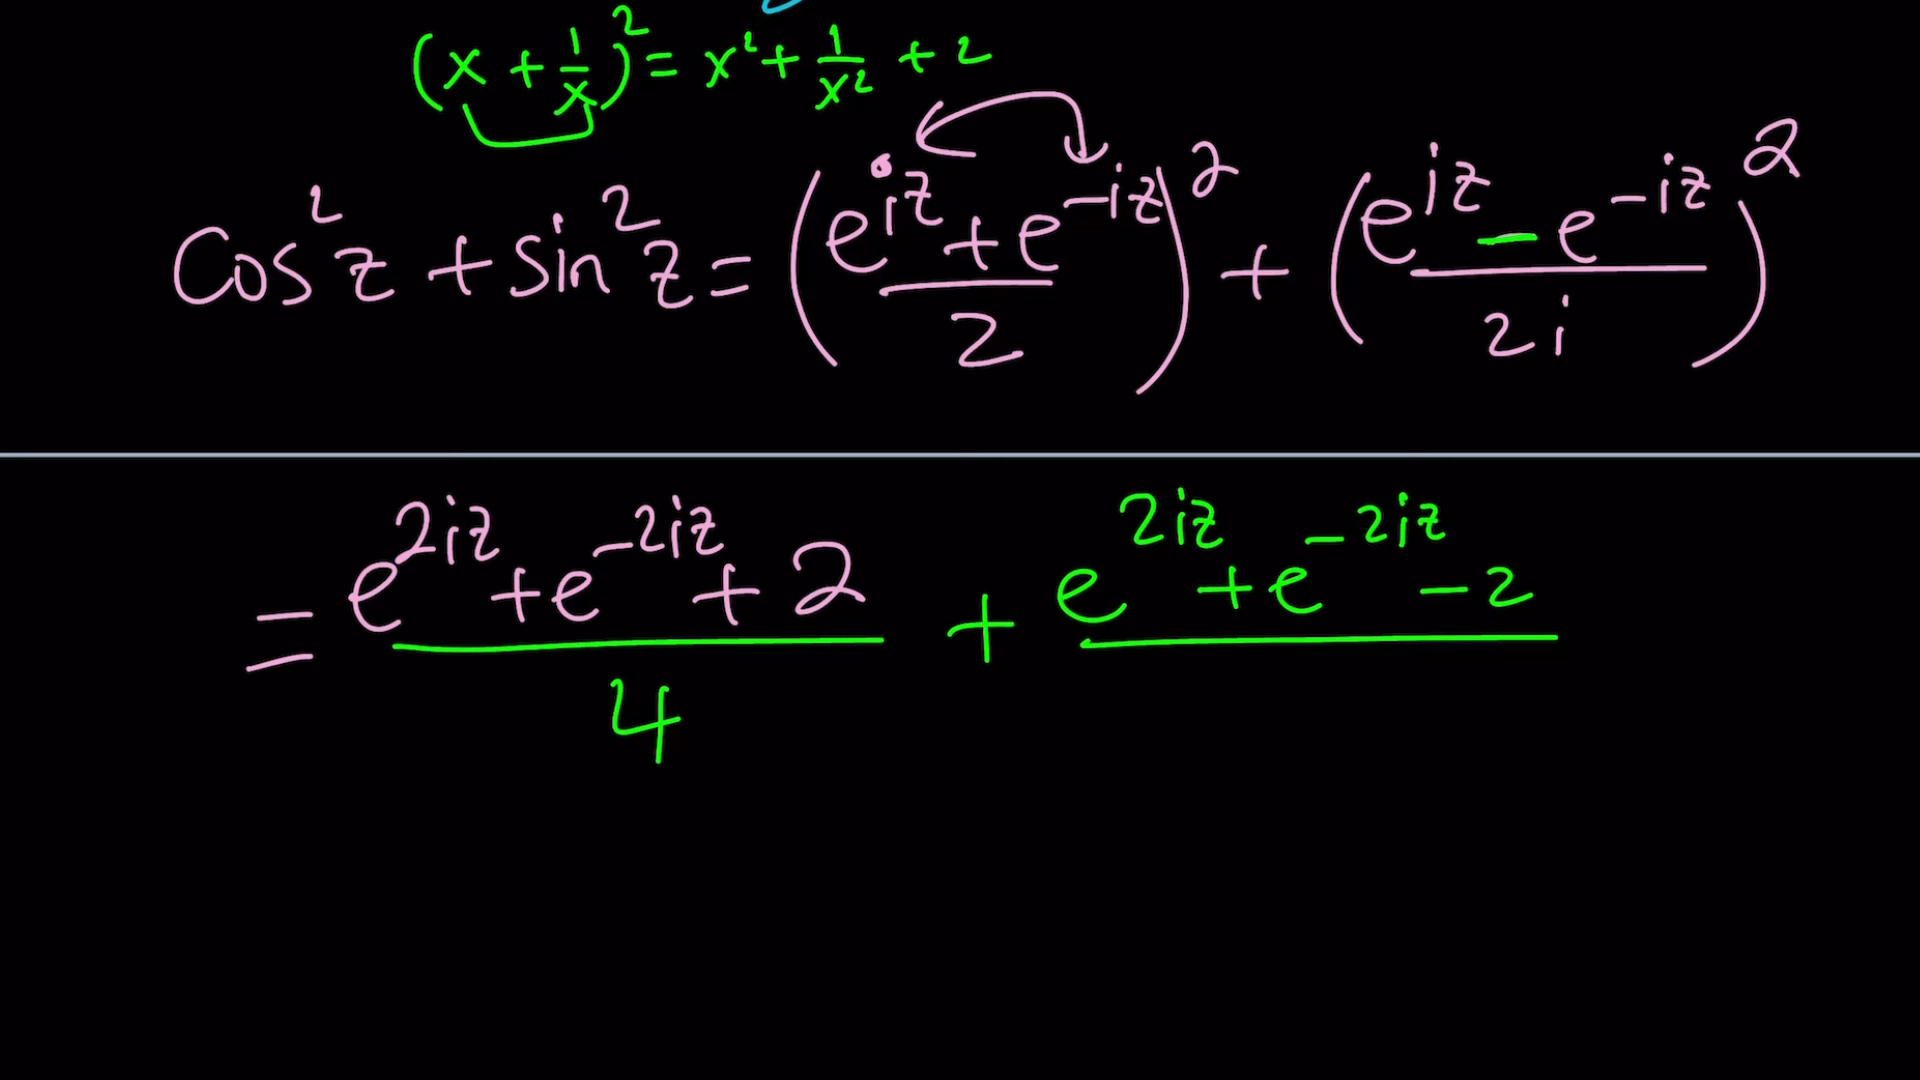 (x + 1/x)² = x² + 1/x² + 2
Cos²z + sin²z = ((e^{iz} + e^{-iz})/2)² + ((e^{iz} - e^{-iz})/2i)²
= (e^{2iz} + e^{-2iz} + 2)/4 + (e^{2iz} + e^{-2iz} - 2)/